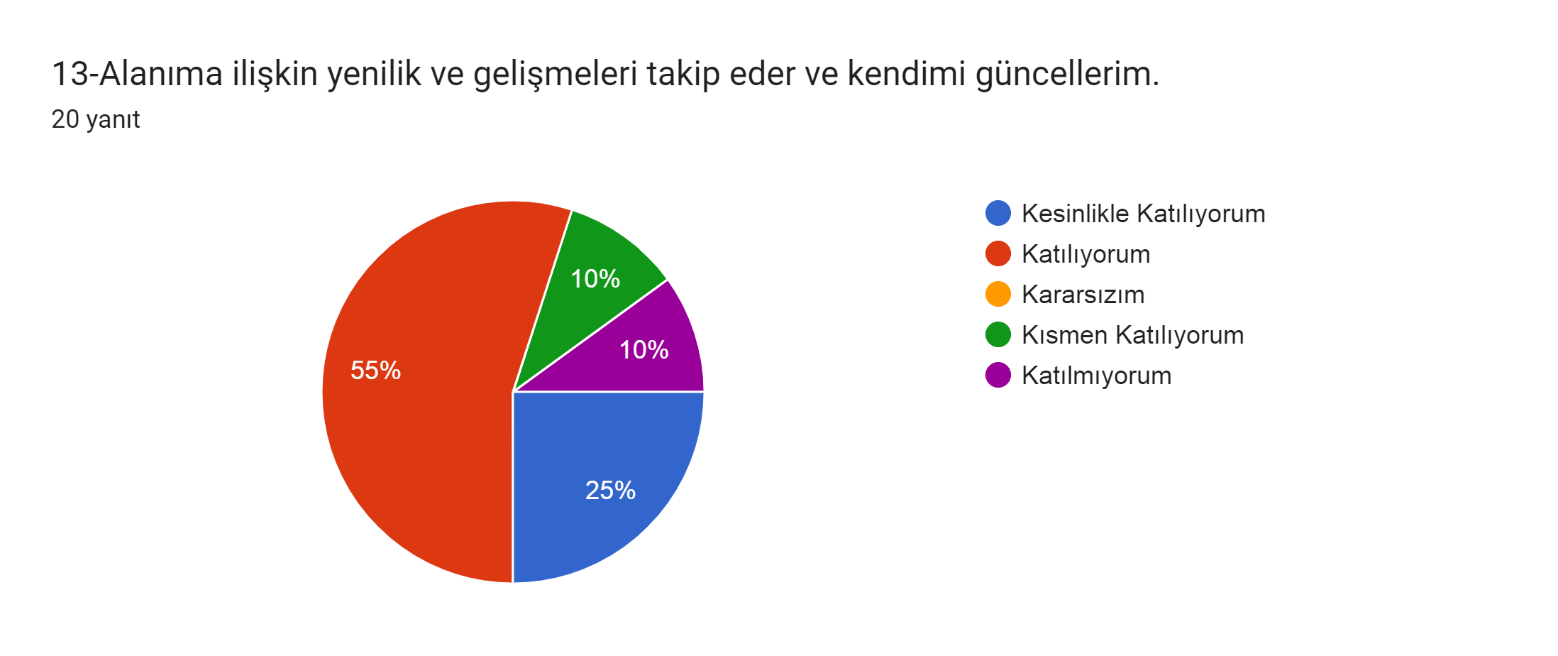 13-Alanıma ilişkin yenilik ve gelişmeleri takip eder ve kendimi güncellerim.
20 yanıt
Kesinlikle Katılıyorum
Katılıyorum
Kararsızım
Kısmen Katılıyorum
Katılmıyorum
10%
10%
55%
25%